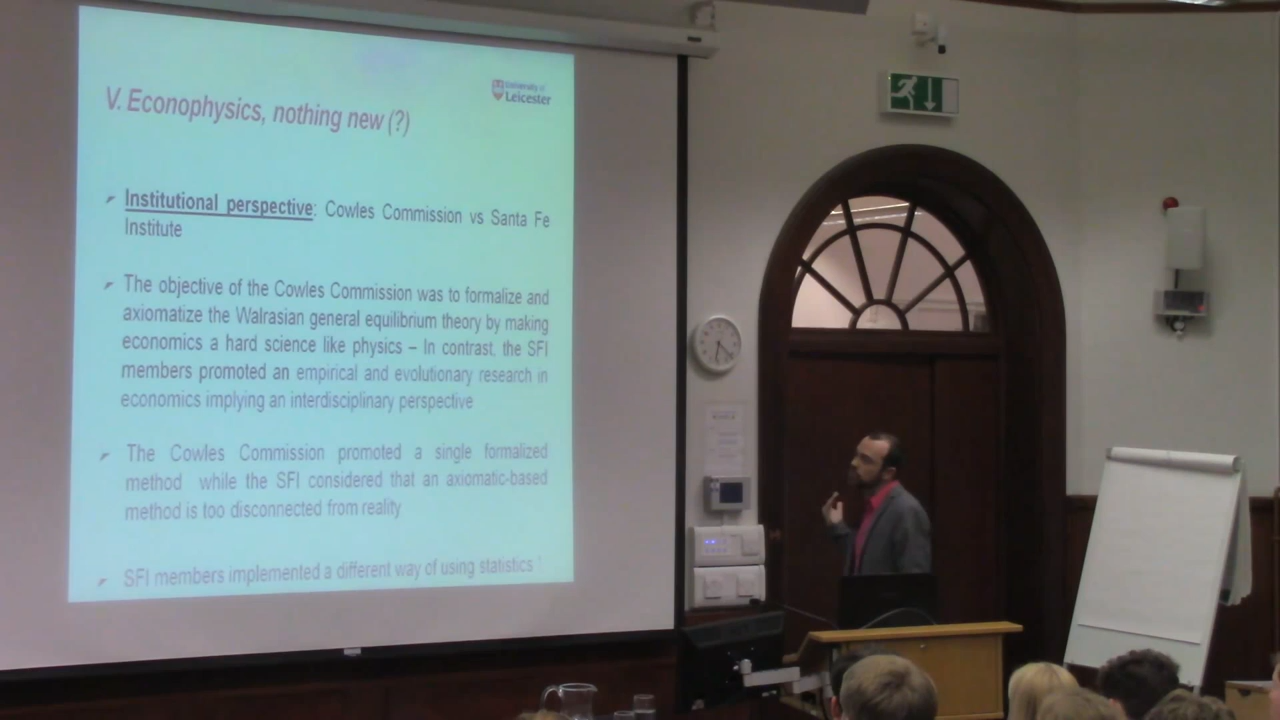 University of
Leicester
V. Econophysics, nothing new (?)
Institutional perspective: Cowles Commission vs Santa Fe
Institute
The objective of the Cowles Commission was to formalize and
axiomatize the Walrasian general equilibrium theory by making
economics a hard science like physics – In contrast, the SFI
members promoted an empirical and evolutionary research in
economics implying an interdisciplinary perspective
The Cowles Commission promoted a single formalized
method while the SFI considered that an axiomatic-based
method is too disconnected from reality
SFI members implemented a different way of using statistics